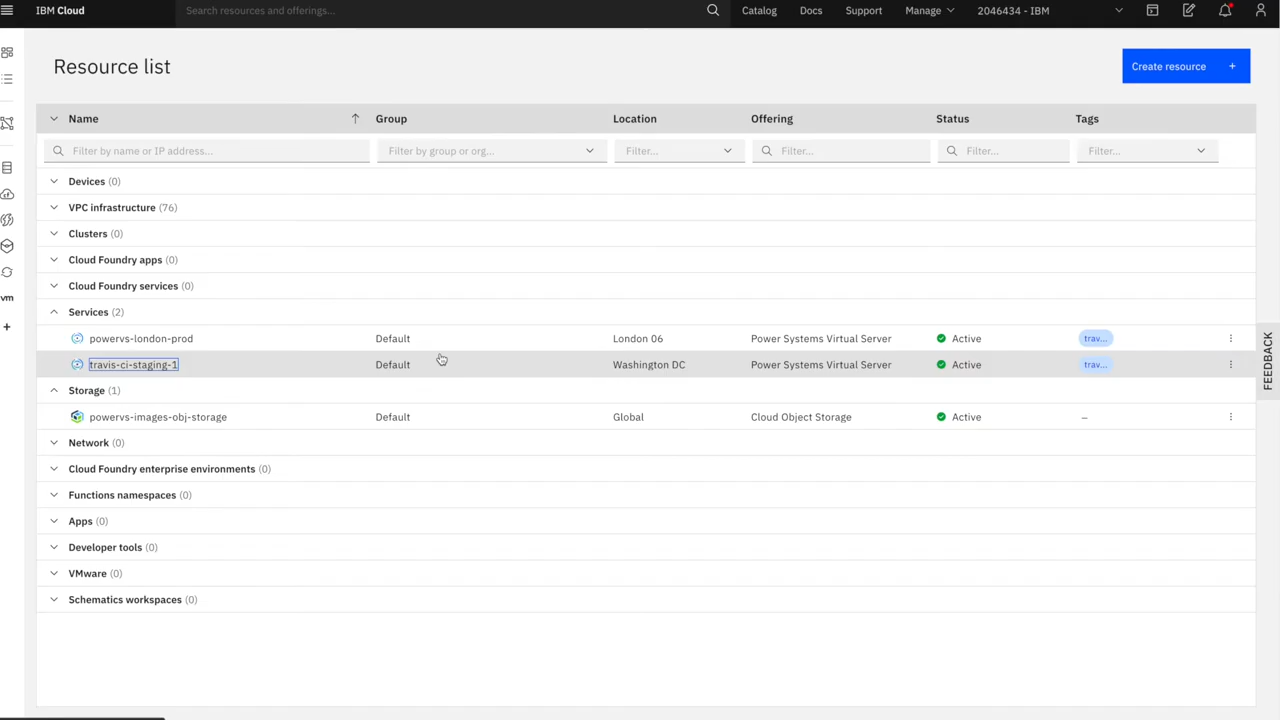 IBM Cloud
Search resources and offerings...
Catalog
Docs
Support
Manage
2046434 - IBM
Resource list
Create resource +
Name Group Location Offering Status Tags
Filter by name or IP address... Filter by group or org... Filter... Filter... Filter... Filter...
Devices (0)
VPC infrastructure (76)
Clusters (0)
Cloud Foundry apps (0)
Cloud Foundry services (0)
Services (2)
powervs-london-prod Default London 06 Power Systems Virtual Server Active trav...
travis-ci-staging-1 Default Washington DC Power Systems Virtual Server Active trav...
Storage (1)
powervs-images-obj-storage Default Global Cloud Object Storage Active –
Network (0)
Cloud Foundry enterprise environments (0)
Functions namespaces (0)
Apps (0)
Developer tools (0)
VMware (0)
Schematics workspaces (0)
vm
FEEDBACK